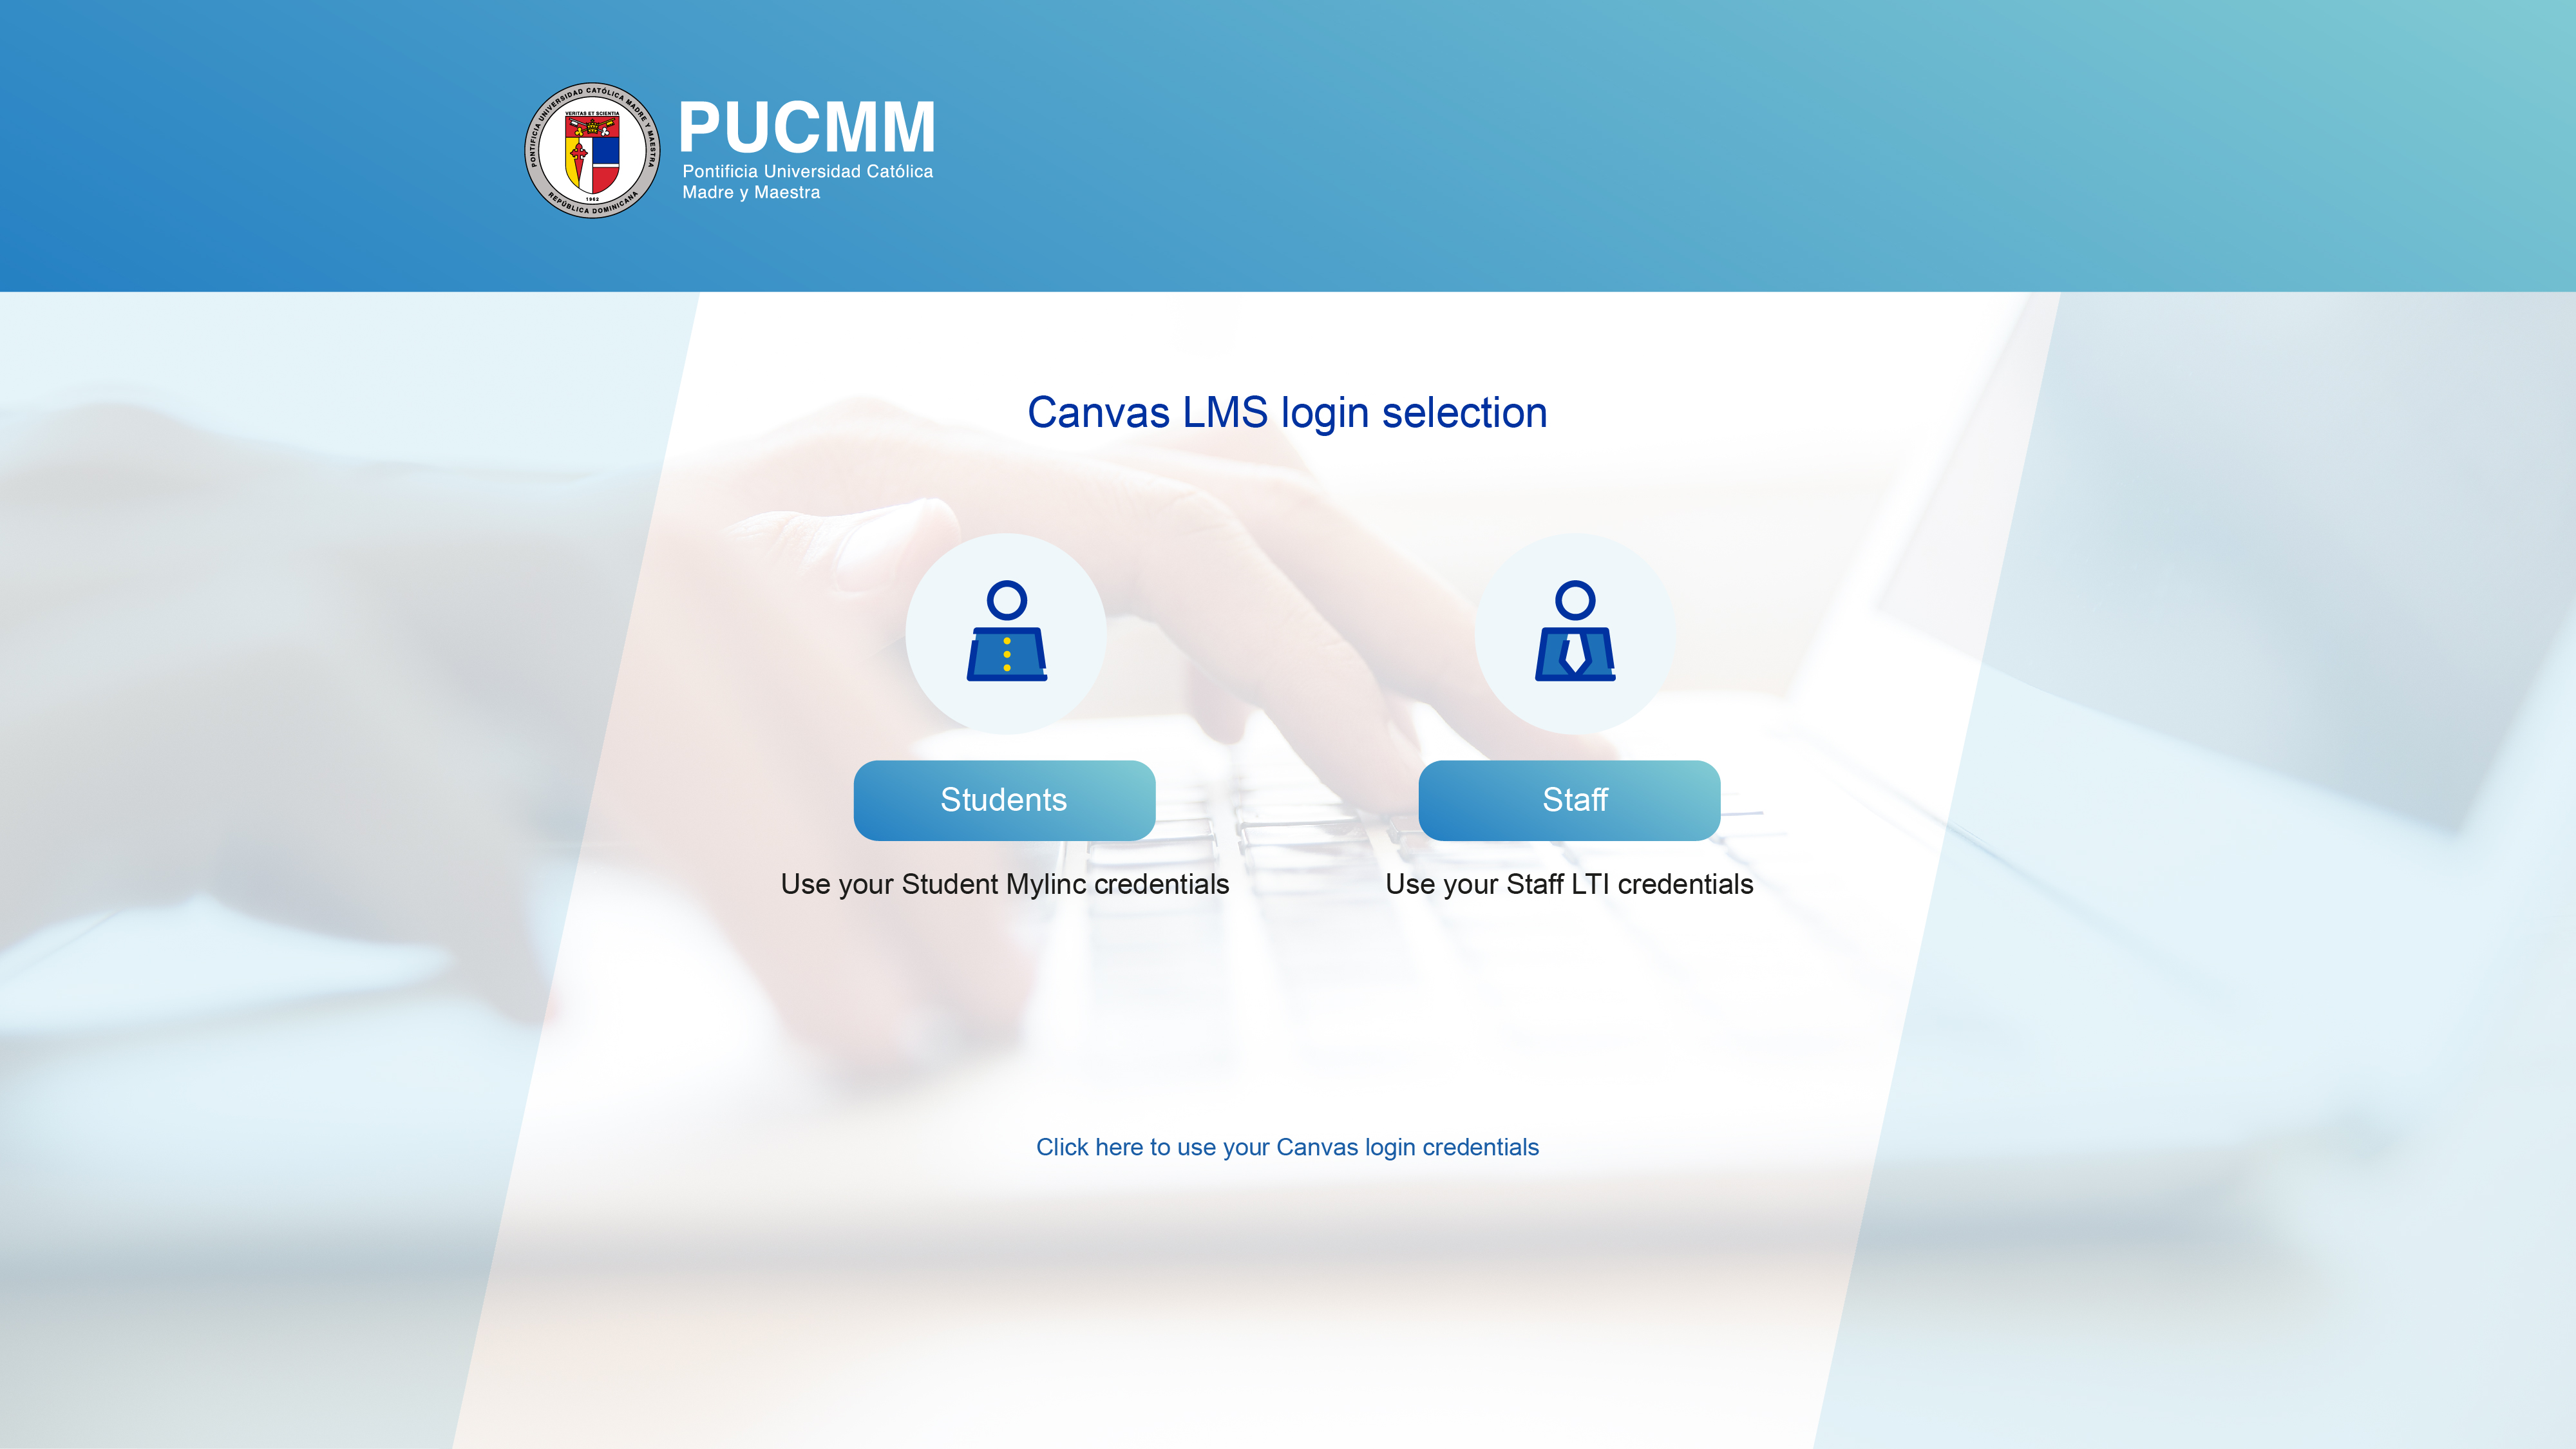 PONTIFICIA UNIVERSIDAD CATÓLICA MADRE Y MAESTRA
VERITAS ET SCIENTIA
1962
REPÚBLICA DOMINICANA
PUCMM
Pontificia Universidad Católica
Madre y Maestra
Canvas LMS login selection
Students
Staff
Use your Student Mylinc credentials
Use your Staff LTI credentials
Click here to use your Canvas login credentials